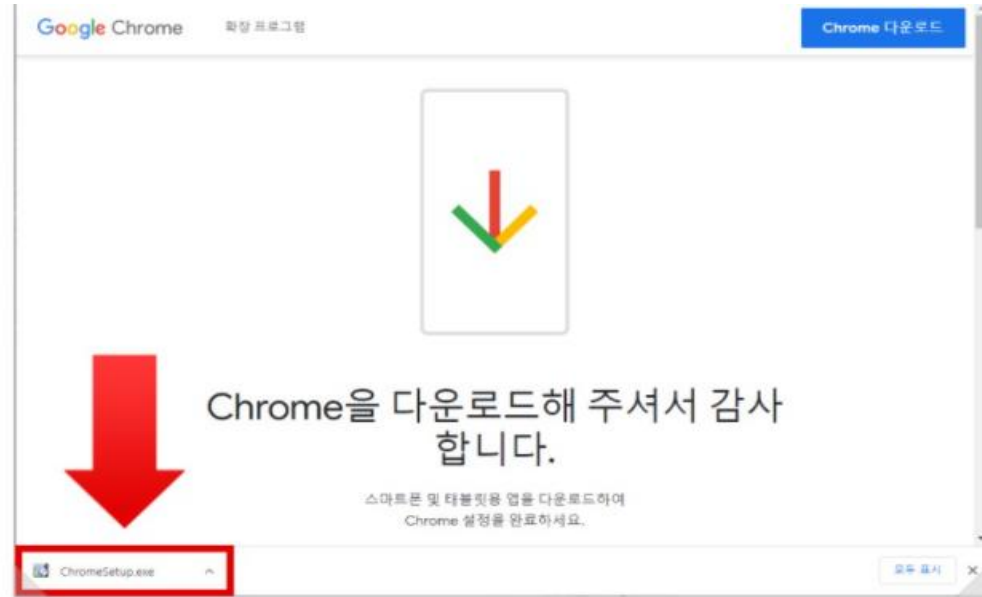 Google Chrome
확장 프로그램
Chrome 다운로드
Chrome을 다운로드해 주셔서 감사
합니다.
스마트폰 및 태블릿용 앱을 다운로드하여
Chrome 설정을 완료하세요.
ChromeSetup.exe
모두 표시